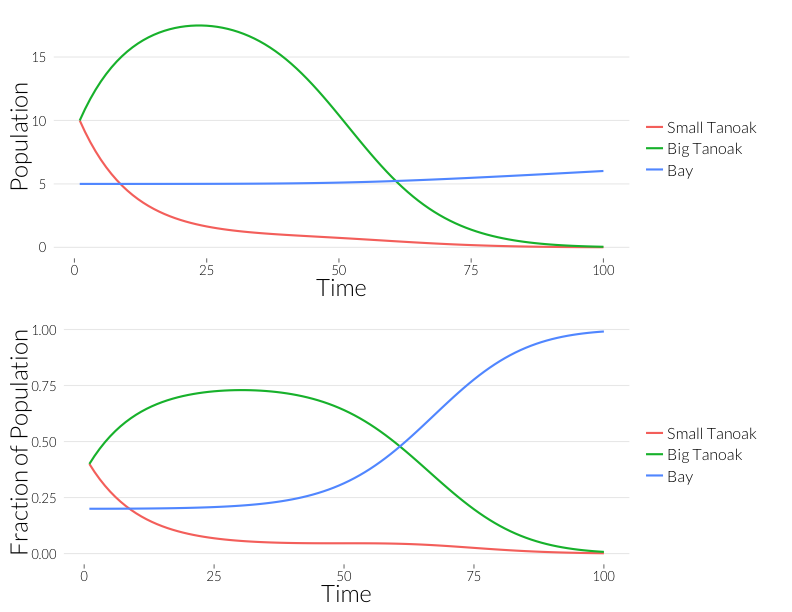 Population
15
10
5
0
0 25 50 75 100
Time
Small Tanoak
Big Tanoak
Bay
Fraction of Population
1.00
0.75
0.50
0.25
0.00
0 25 50 75 100
Time
Small Tanoak
Big Tanoak
Bay